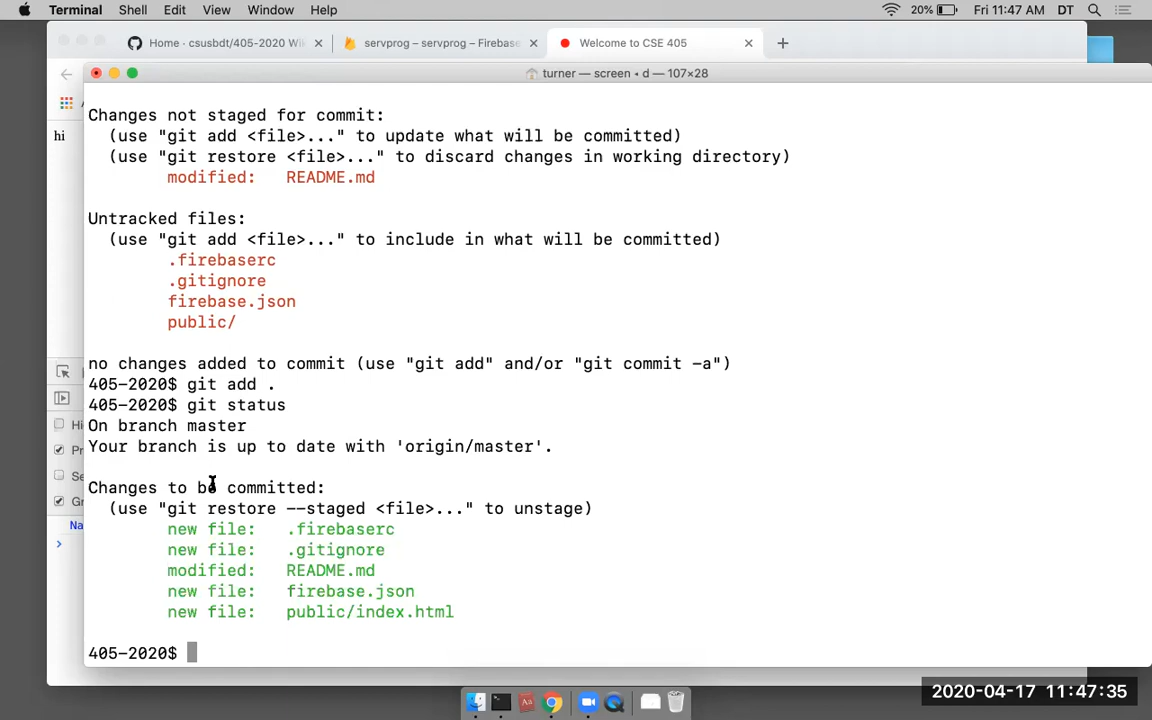 Terminal Shell Edit View Window Help 20% Fri 11:47 AM DT
Home · csusbdt/405-2020 Wi servprog – servprog – Firebase Welcome to CSE 405
turner — screen ◂ d — 107×28
hi
Changes not staged for commit:
(use "git add <file>..." to update what will be committed)
(use "git restore <file>..." to discard changes in working directory)
modified: README.md
Untracked files:
(use "git add <file>..." to include in what will be committed)
.firebaserc
.gitignore
firebase.json
public/
no changes added to commit (use "git add" and/or "git commit -a")
405-2020$ git add .
405-2020$ git status
On branch master
Your branch is up to date with 'origin/master'.
Changes to be committed:
(use "git restore --staged <file>..." to unstage)
new file: .firebaserc
new file: .gitignore
modified: README.md
new file: firebase.json
new file: public/index.html
405-2020$
Hi
Pr
Se
Gr
Na
2020-04-17 11:47:35